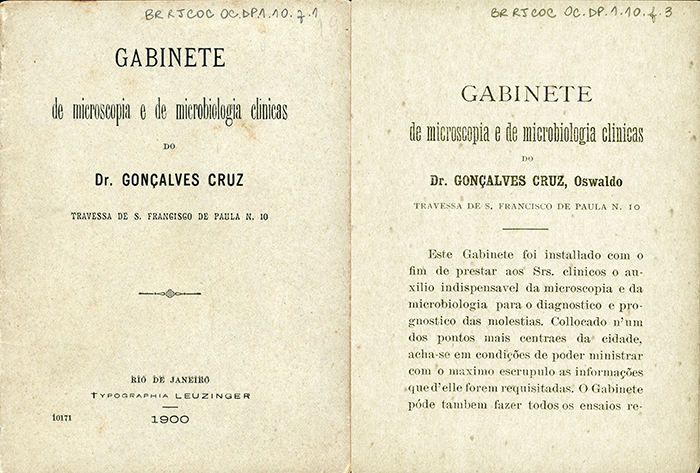 BR RJCOC OC.DP.1.10.f.1
GABINETE
de microscopia e de microbiologia clinicas
DO
Dr. GONÇALVES CRUZ
TRAVESSA DE S. FRANCISCO DE PAULA N. 10
RIO DE JANEIRO
TYPOGRAPHIA LEUZINGER
10171
1900
BR RJCOC OC.DP.1.10.f.3
GABINETE
de microscopia e de microbiologia clinicas
DO
Dr. GONÇALVES CRUZ, Oswaldo
TRAVESSA DE S. FRANCISCO DE PAULA N. 10
Este Gabinete foi installado com o
fim de prestar aos Srs. clinicos o au-
xilio indispensavel da microscopia e da
microbiologia para o diagnostico e pro-
gnostico das molestias. Collocado n'um
dos pontos mais centraes da cidade,
acha-se em condições de poder ministrar
com o maximo escrupulo as informações
que d'elle forem requisitadas. O Gabinete
póde tambem fazer todos os ensaios re-